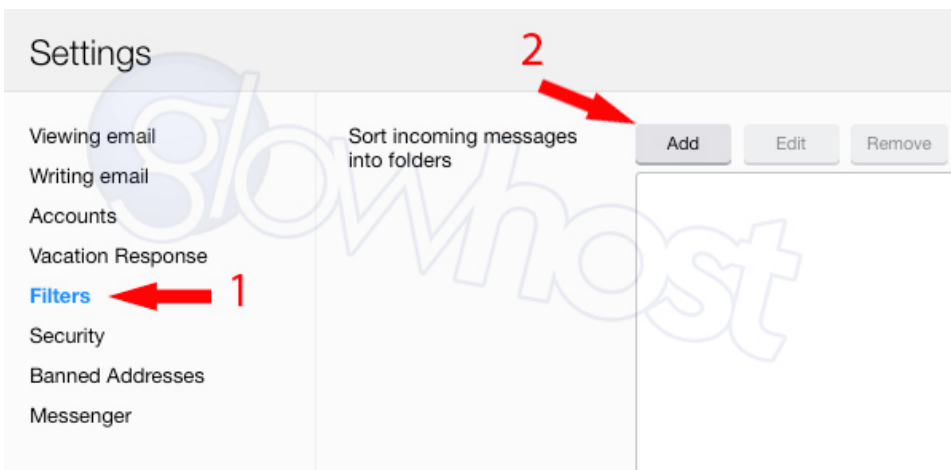 Settings
2
Viewing email
Writing email
Accounts
Vacation Response
Filters
1
Security
Banned Addresses
Messenger
Sort incoming messages
into folders
Add
Edit
Remove
glowhost